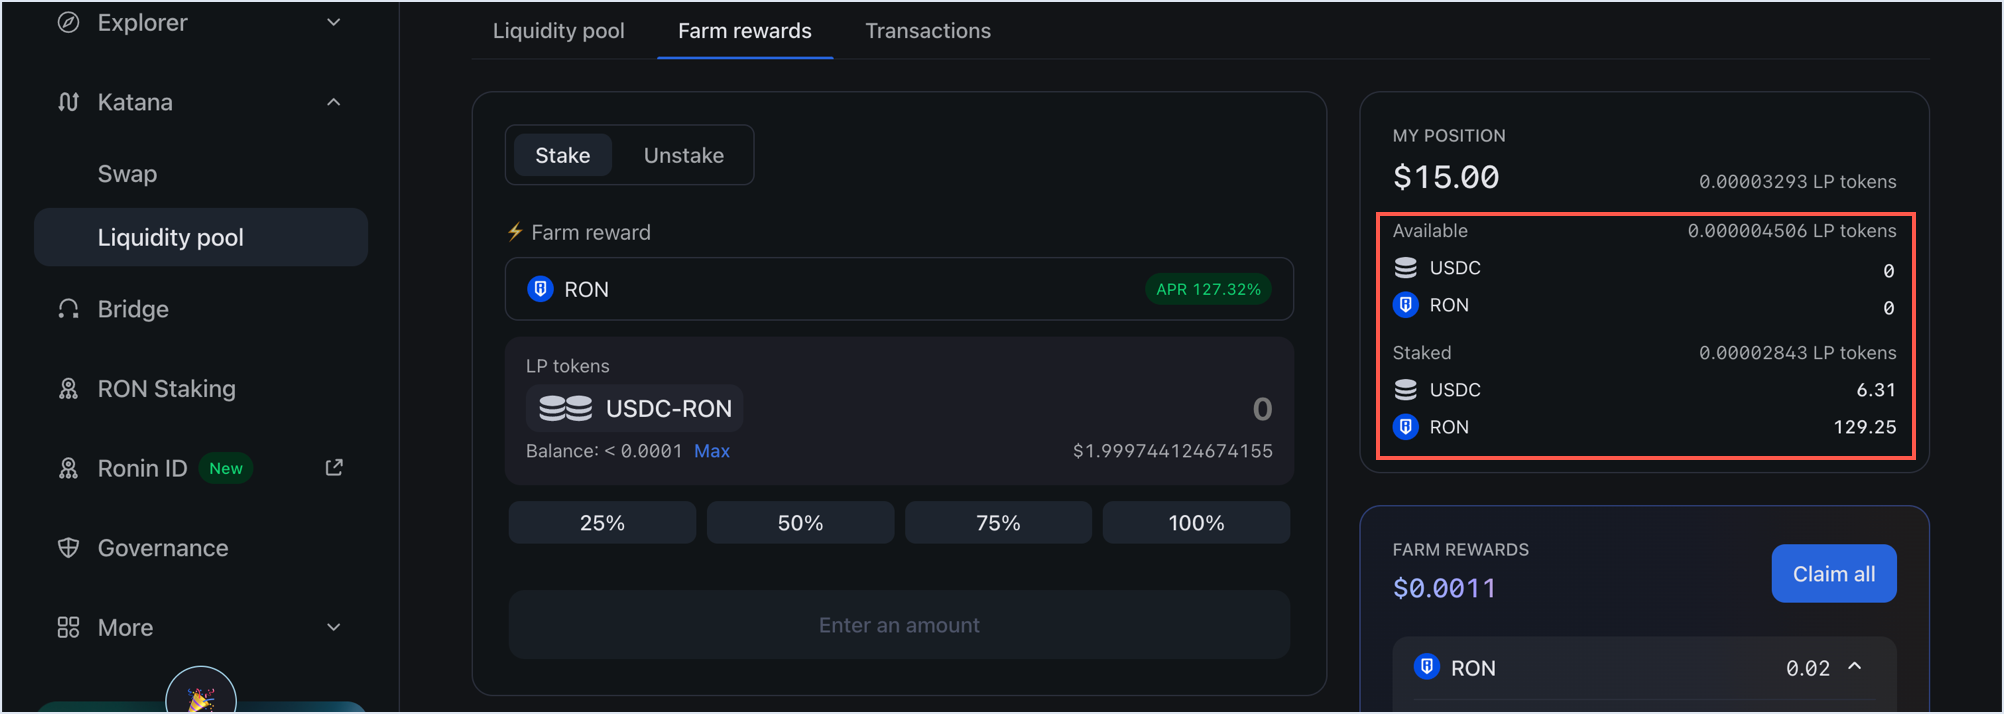 Explorer
Katana
Swap
Liquidity pool
Bridge
RON Staking
Ronin ID New
Governance
More
Liquidity pool Farm rewards Transactions
Stake Unstake
⚡ Farm reward
RON APR 127.32%
LP tokens
USDC-RON 0
Balance: < 0.0001 Max $1.999744124674155
25% 50% 75% 100%
Enter an amount
MY POSITION
$15.00 0.00003293 LP tokens
Available 0.000004506 LP tokens
USDC 0
RON 0
Staked 0.00002843 LP tokens
USDC 6.31
RON 129.25
FARM REWARDS
$0.0011 Claim all
RON 0.02